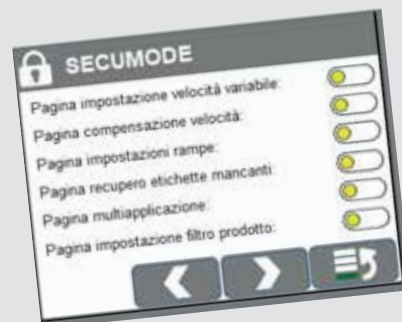 SECUMODE
Pagina impostazione velocità variabile:
Pagina compensazione velocità:
Pagina impostazioni rampe:
Pagina recupero etichette mancanti:
Pagina multiapplicazione:
Pagina impostazione filtro prodotto: